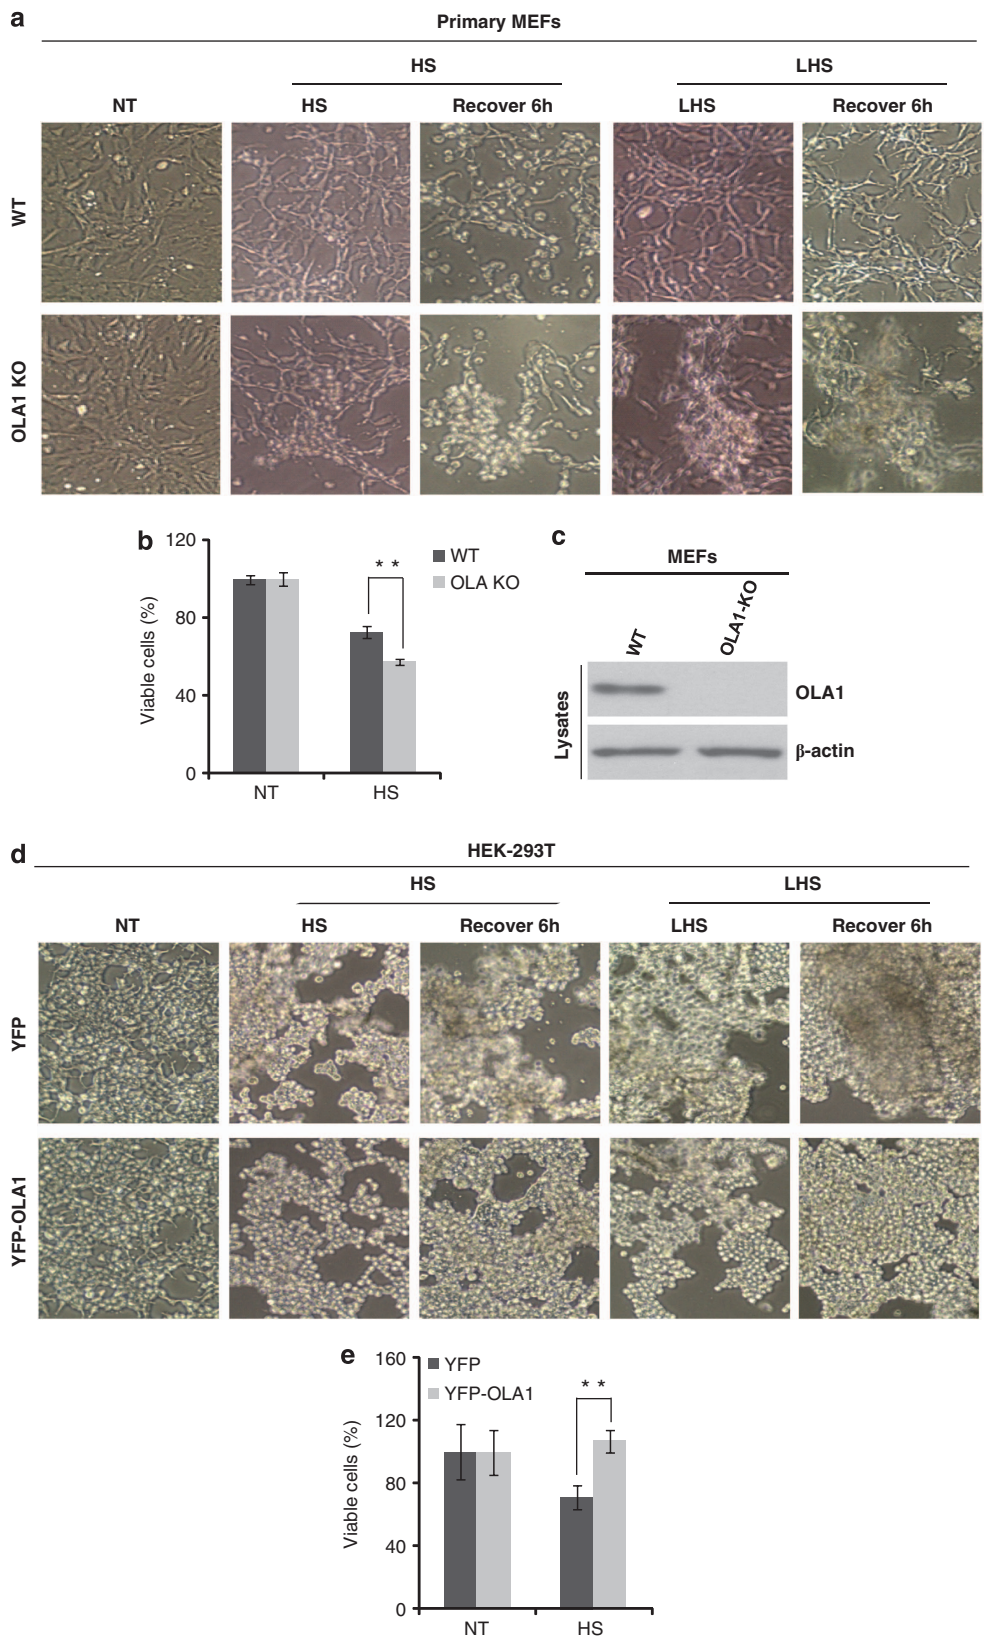 a
Primary MEFs
HS
LHS
NT
HS
Recover 6h
LHS
Recover 6h
WT
OLA1 KO
b
120
80
40
0
Viable cells (%)
* *
WT
OLA KO
NT
HS
c
MEFs
WT
OLA1-KO
Lysates
OLA1
β-actin
d
HEK-293T
HS
LHS
NT
HS
Recover 6h
LHS
Recover 6h
YFP
YFP-OLA1
e
160
120
80
40
0
Viable cells (%)
YFP
YFP-OLA1
* *
NT
HS